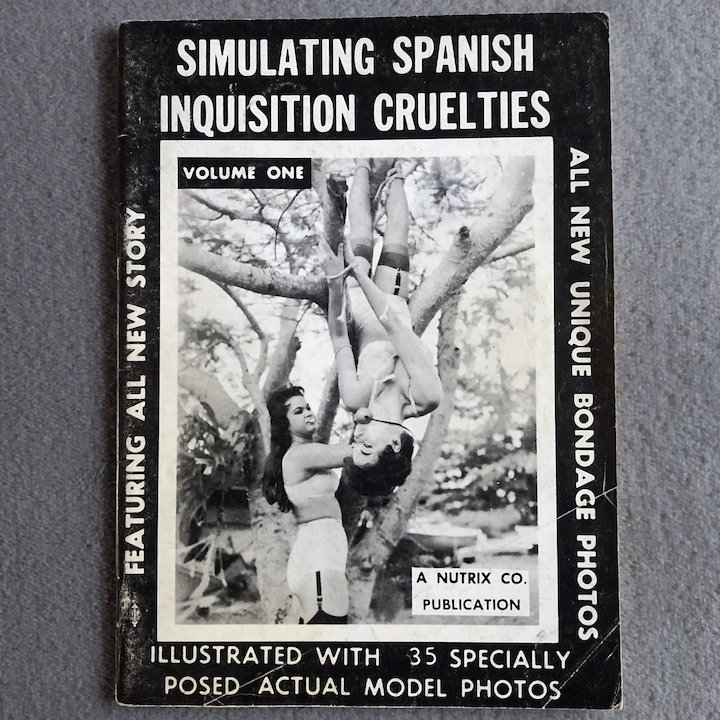 SIMULATING SPANISH
INQUISITION CRUELTIES
VOLUME ONE
FEATURING ALL NEW STORY
ALL NEW UNIQUE BONDAGE PHOTOS
A NUTRIX CO.
PUBLICATION
ILLUSTRATED WITH 35 SPECIALLY
POSED ACTUAL MODEL PHOTOS